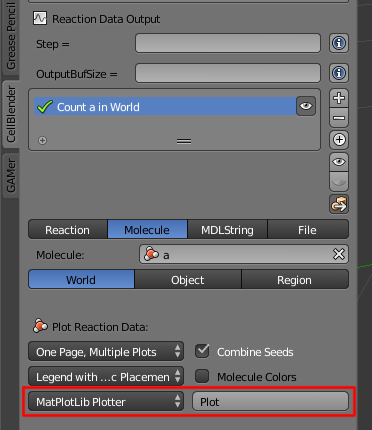 Grease Pencil
CellBlender
GAMer
Reaction Data Output
Step =
OutputBufSize =
Count a in World
Reaction Molecule MDLString File
Molecule: a
World Object Region
Plot Reaction Data:
One Page, Multiple Plots Combine Seeds
Legend with ...c Placemen Molecule Colors
MatPlotLib Plotter Plot